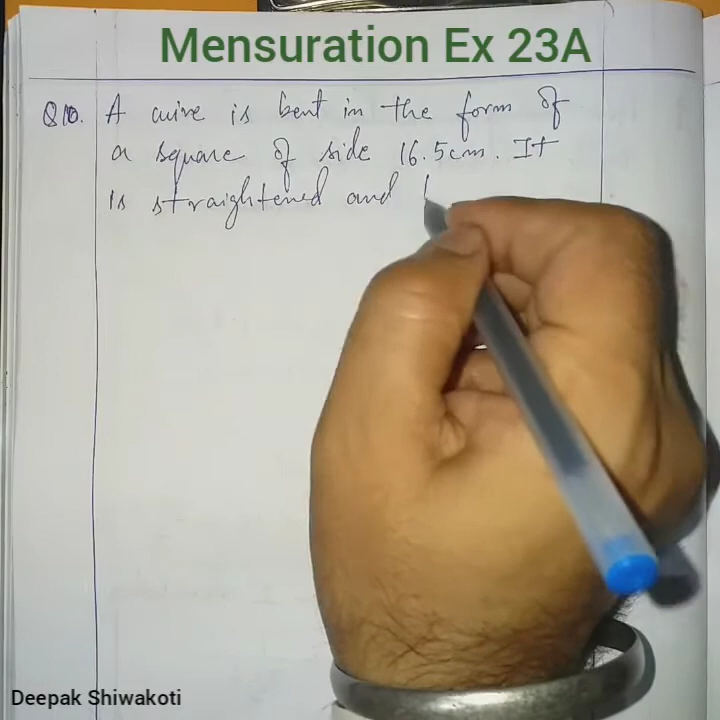 Mensuration Ex 23A
Q10. A wire is bent in the form of
a square of side 16.5cm. It
is straightened and
Deepak Shiwakoti